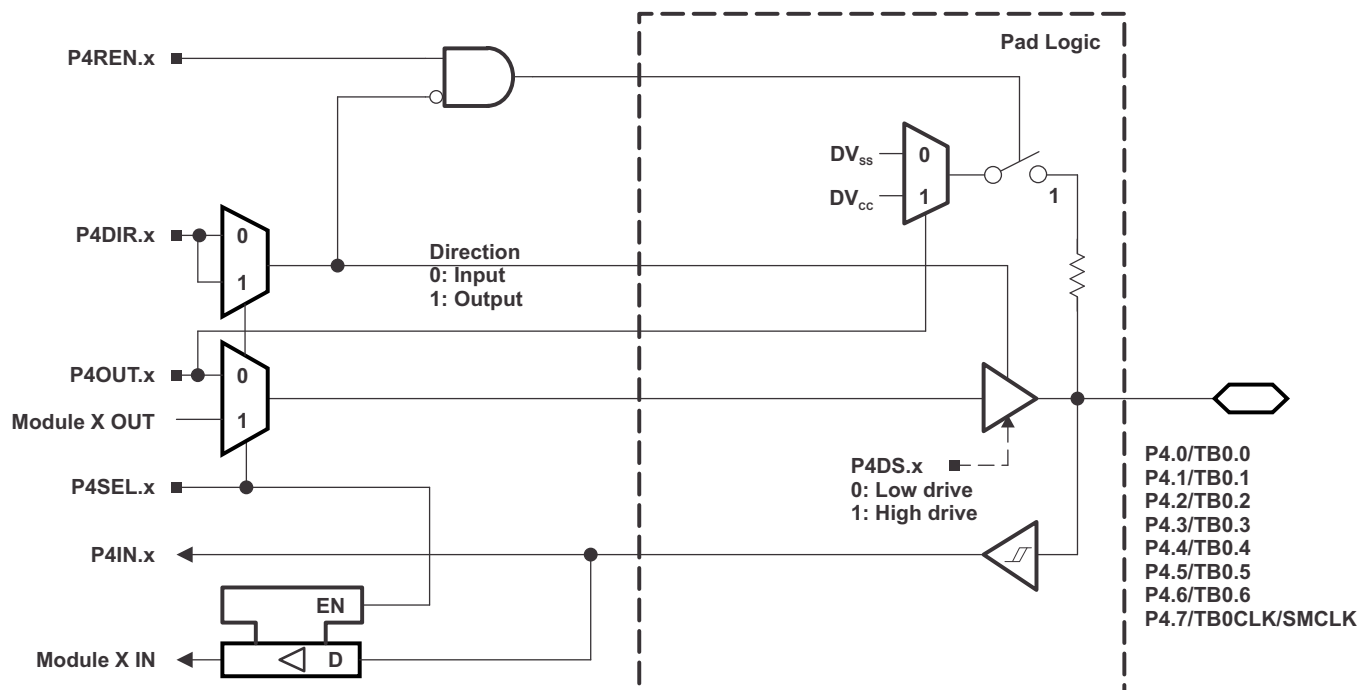 Pad Logic
P4REN.x
DVss
0
DVcc
1
1
P4DIR.x
0
1
Direction
0: Input
1: Output
P4OUT.x
0
Module X OUT
1
P4SEL.x
P4DS.x
0: Low drive
1: High drive
P4.0/TB0.0
P4.1/TB0.1
P4.2/TB0.2
P4.3/TB0.3
P4.4/TB0.4
P4.5/TB0.5
P4.6/TB0.6
P4.7/TB0CLK/SMCLK
P4IN.x
EN
Module X IN
D